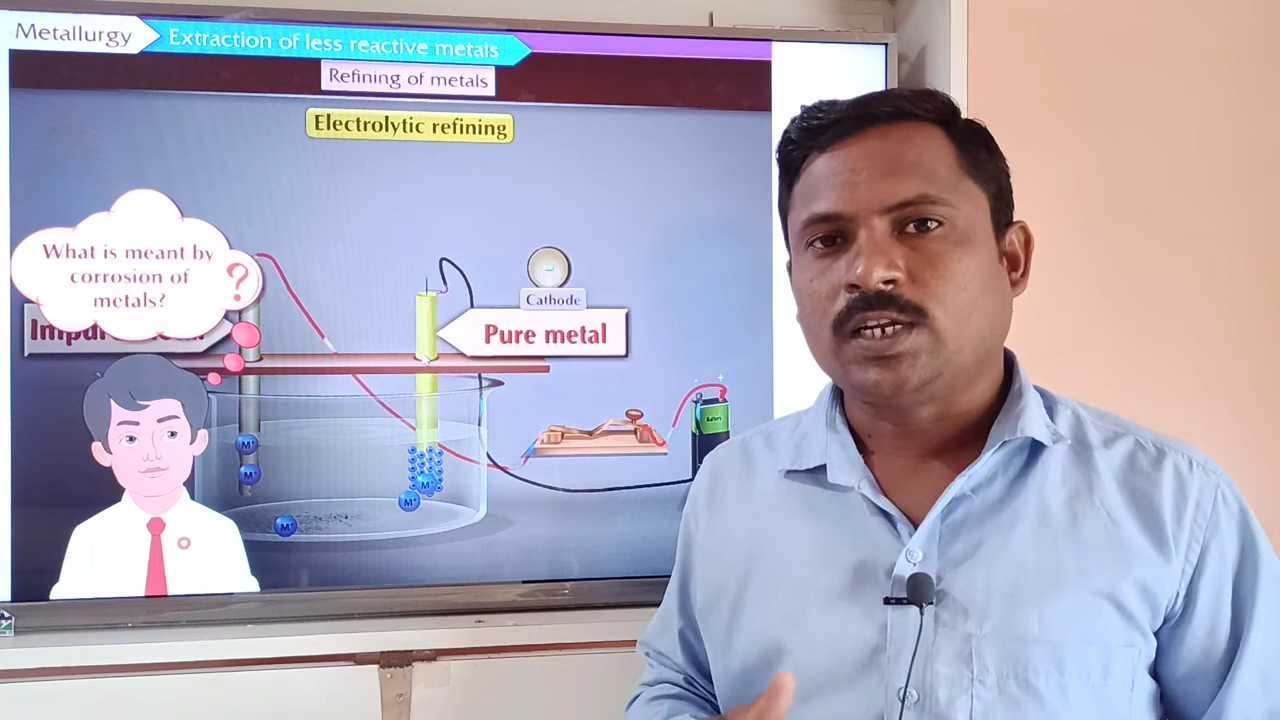 Metallurgy
Extraction of less reactive metals
Refining of metals
Electrolytic refining
What is meant by
corrosion of
metals?
?
Cathode
Pure metal
- +
Battery
M⁺
M⁺
M⁺
M⁺
M⁺